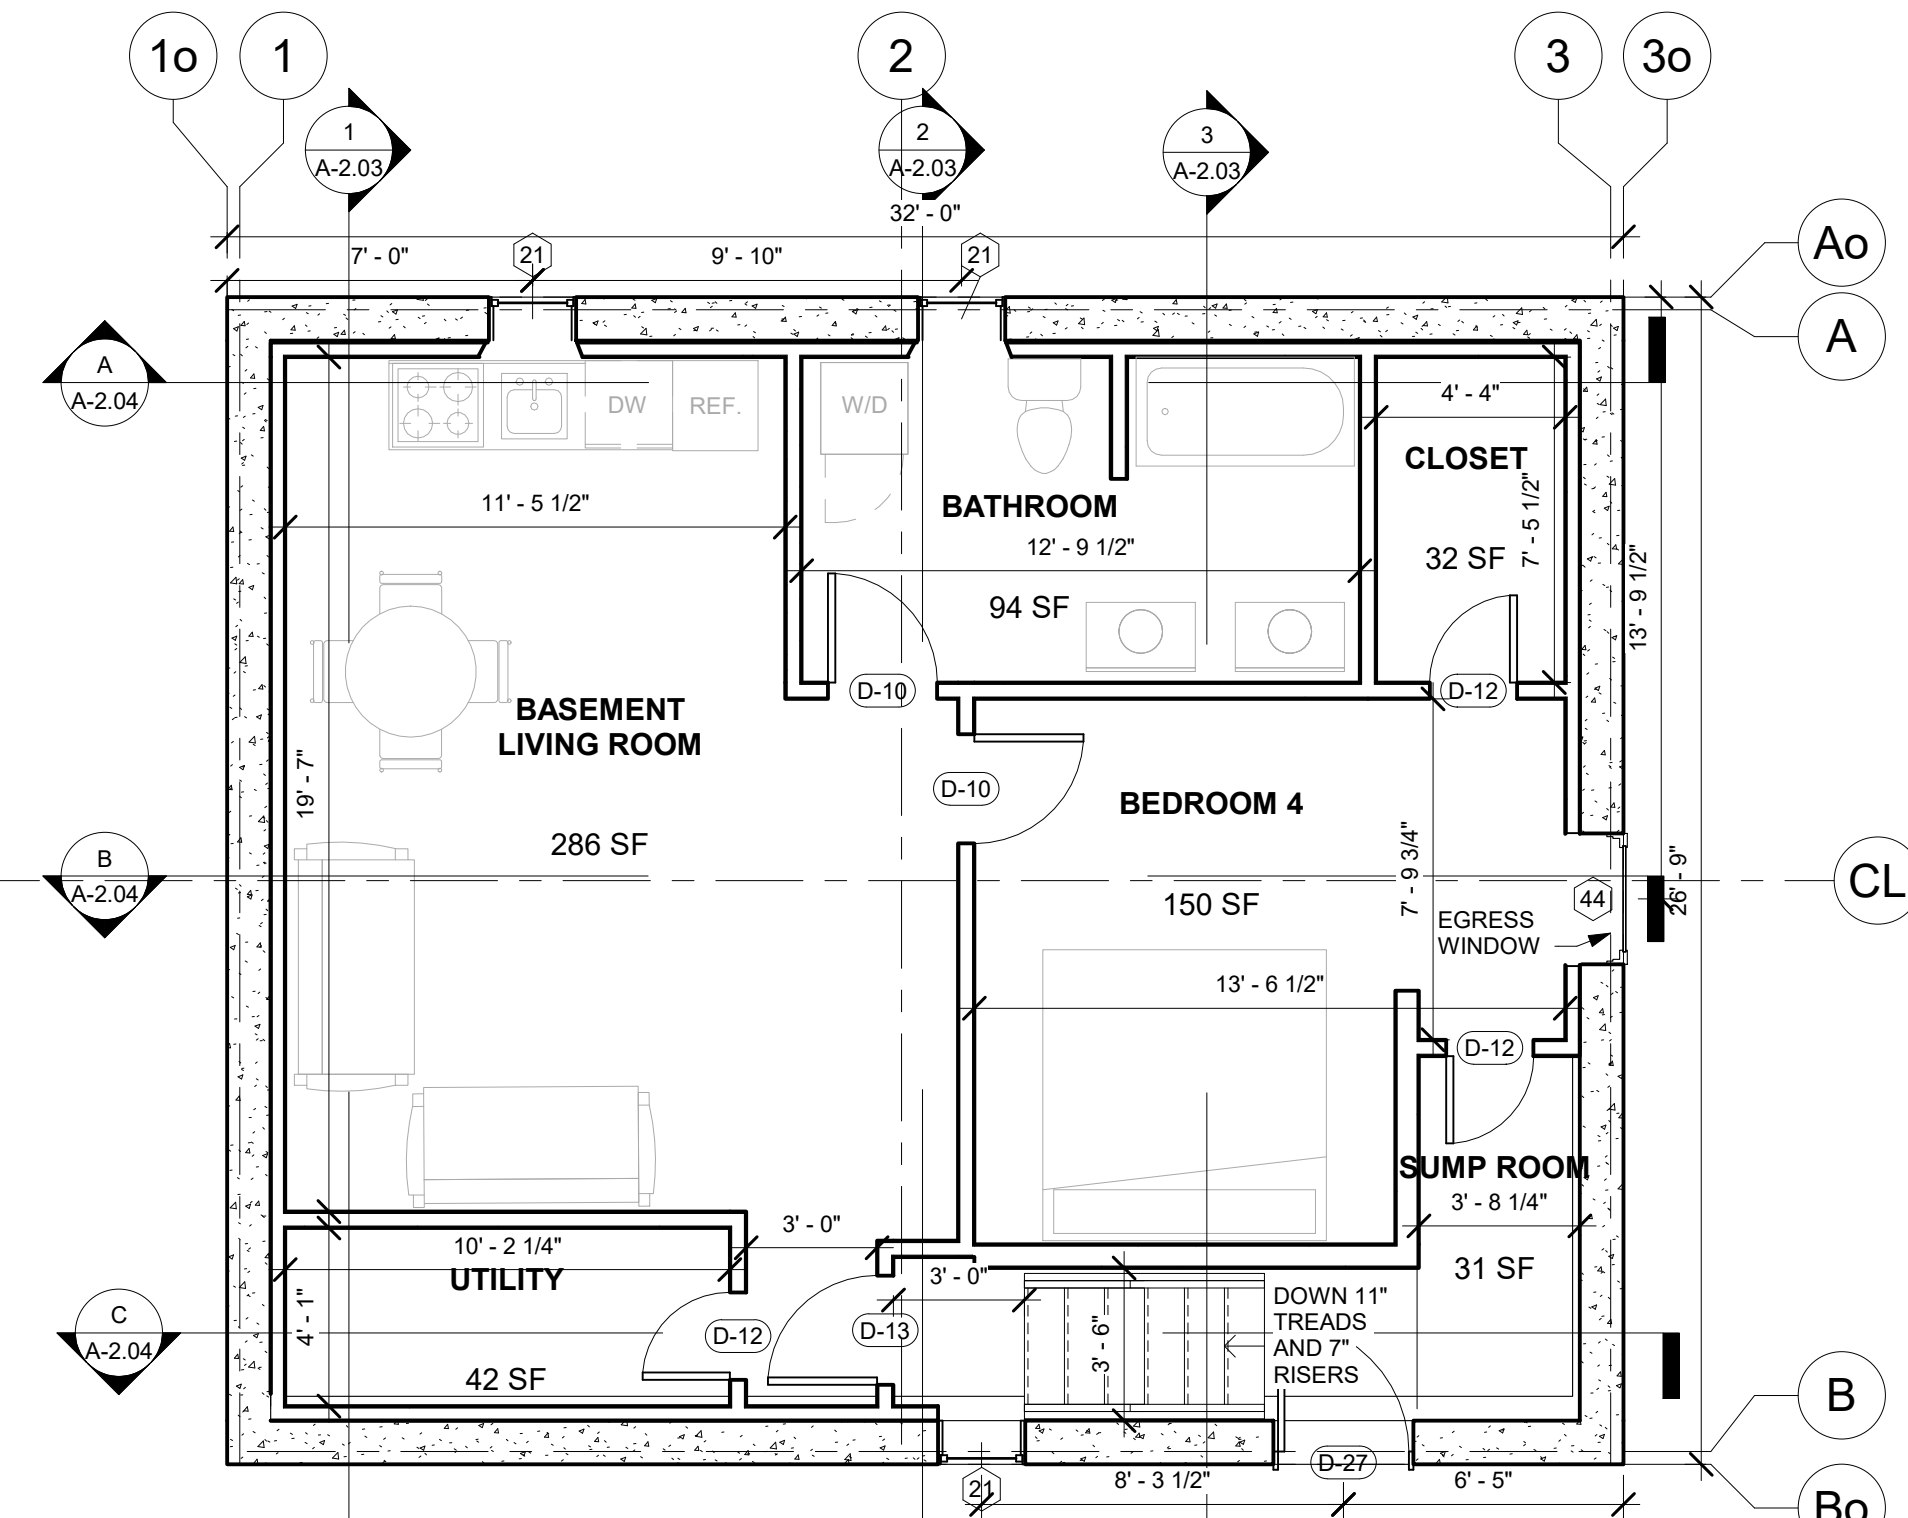 1o
1
2
3
3o
1
A-2.03
2
A-2.03
3
A-2.03
32' - 0"
7' - 0"
21
9' - 10"
21
Ao
A
A
A-2.04
DW
REF.
W/D
4' - 4"
CLOSET
11' - 5 1/2"
BATHROOM
7' - 5 1/2"
12' - 9 1/2"
32 SF
13' - 9 1/2"
94 SF
D-10
D-12
BASEMENT
LIVING ROOM
19' - 7"
D-10
BEDROOM 4
286 SF
7' - 9 3/4"
B
A-2.04
150 SF
44
26' - 9"
CL
EGRESS
WINDOW
13' - 6 1/2"
D-12
SUMP ROOM
3' - 8 1/4"
3' - 0"
10' - 2 1/4"
UTILITY
31 SF
3' - 0"
DOWN 11"
TREADS
AND 7"
RISERS
4' - 1"
C
A-2.04
D-12
D-13
3' - 6"
42 SF
B
D-27
21
8' - 3 1/2"
6' - 5"
Bo